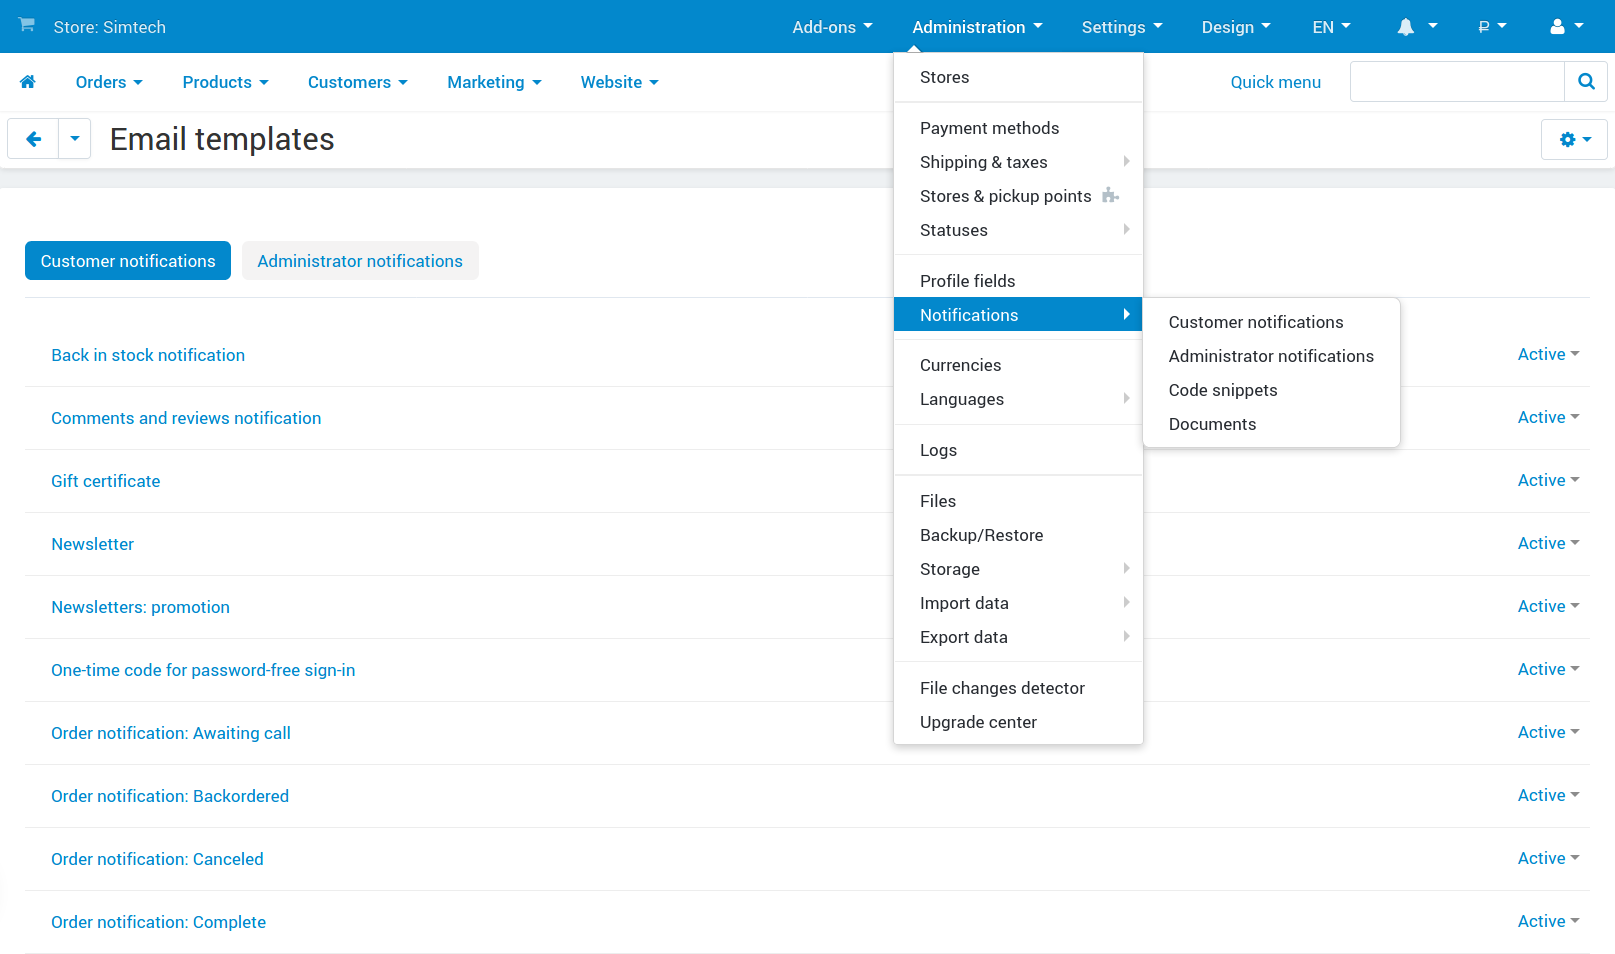 Store: Simtech
Add-ons
Administration
Settings
Design
EN
₽
Orders
Products
Customers
Marketing
Website
Quick menu
Email templates
Customer notifications
Administrator notifications
Back in stock notification
Active
Comments and reviews notification
Active
Gift certificate
Active
Newsletter
Active
Newsletters: promotion
Active
One-time code for password-free sign-in
Active
Order notification: Awaiting call
Active
Order notification: Backordered
Active
Order notification: Canceled
Active
Order notification: Complete
Active
Stores
Payment methods
Shipping & taxes
Stores & pickup points
Statuses
Profile fields
Notifications
Currencies
Languages
Logs
Files
Backup/Restore
Storage
Import data
Export data
File changes detector
Upgrade center
Customer notifications
Administrator notifications
Code snippets
Documents